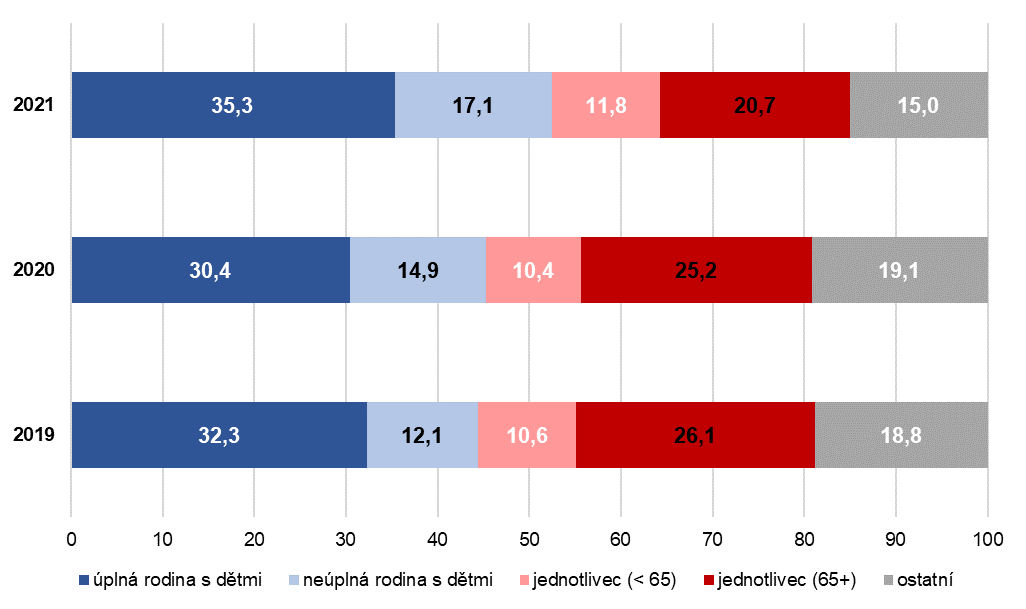 2021 35,3 17,1 11,8 20,7 15,0
2020 30,4 14,9 10,4 25,2 19,1
2019 32,3 12,1 10,6 26,1 18,8
0 10 20 30 40 50 60 70 80 90 100
úplná rodina s dětmi neúplná rodina s dětmi jednotlivec (< 65) jednotlivec (65+) ostatní